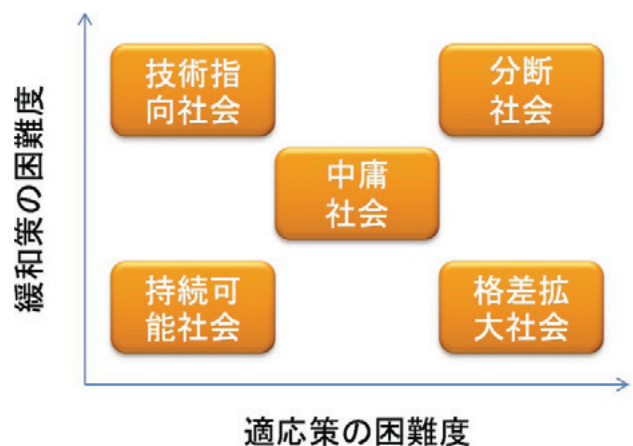 緩和策の困難度
技術指
向社会
分断
社会
中庸
社会
持続可
能社会
格差拡
大社会
適応策の困難度